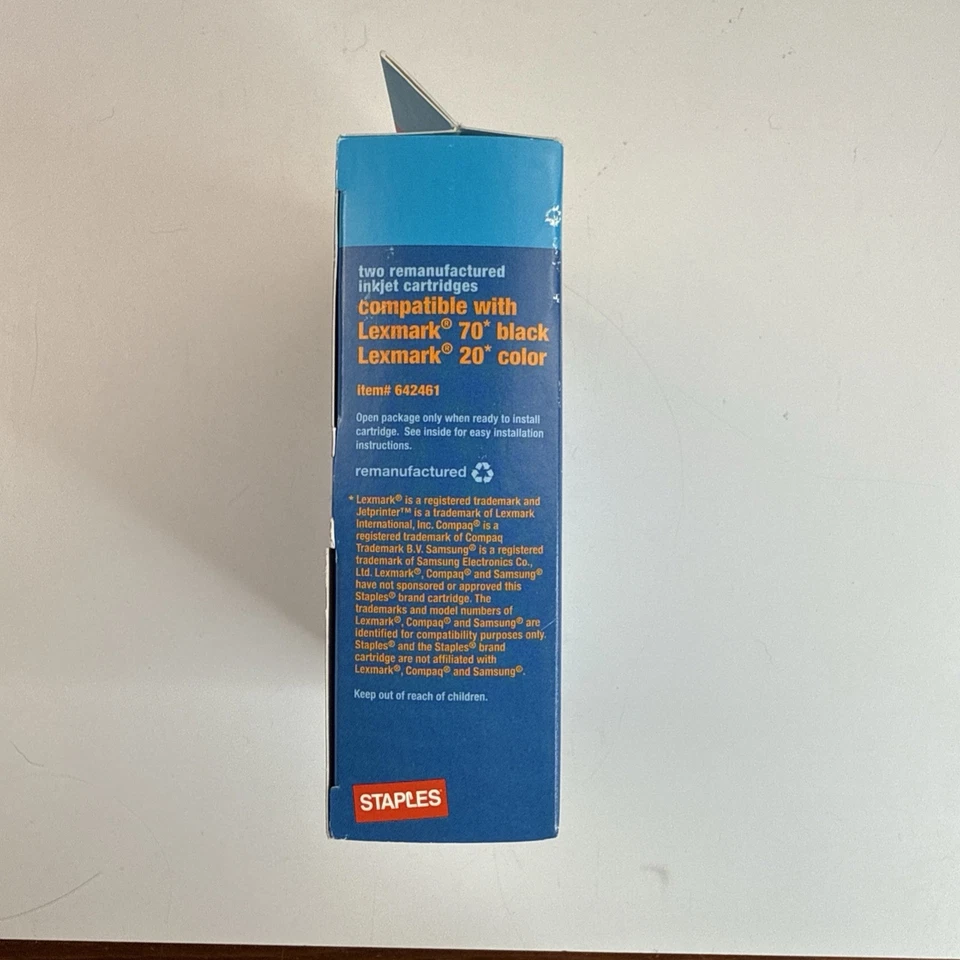 two remanufactured
inkjet cartridges
compatible with
Lexmark® 70* black
Lexmark® 20* color
item# 642461
Open package only when ready to install
cartridge. See inside for easy installation
instructions.
remanufactured
* Lexmark® is a registered trademark and
Jetprinter™ is a trademark of Lexmark
International, Inc. Compaq® is a
registered trademark of Compaq
Trademark B.V. Samsung® is a registered
trademark of Samsung Electronics Co.,
Ltd. Lexmark®, Compaq® and Samsung®
have not sponsored or approved this
Staples® brand cartridge. The
trademarks and model numbers of
Lexmark®, Compaq® and Samsung® are
identified for compatibility purposes only.
Staples® and the Staples® brand
cartridge are not affiliated with
Lexmark®, Compaq® and Samsung®.
Keep out of reach of children.
STAPLES